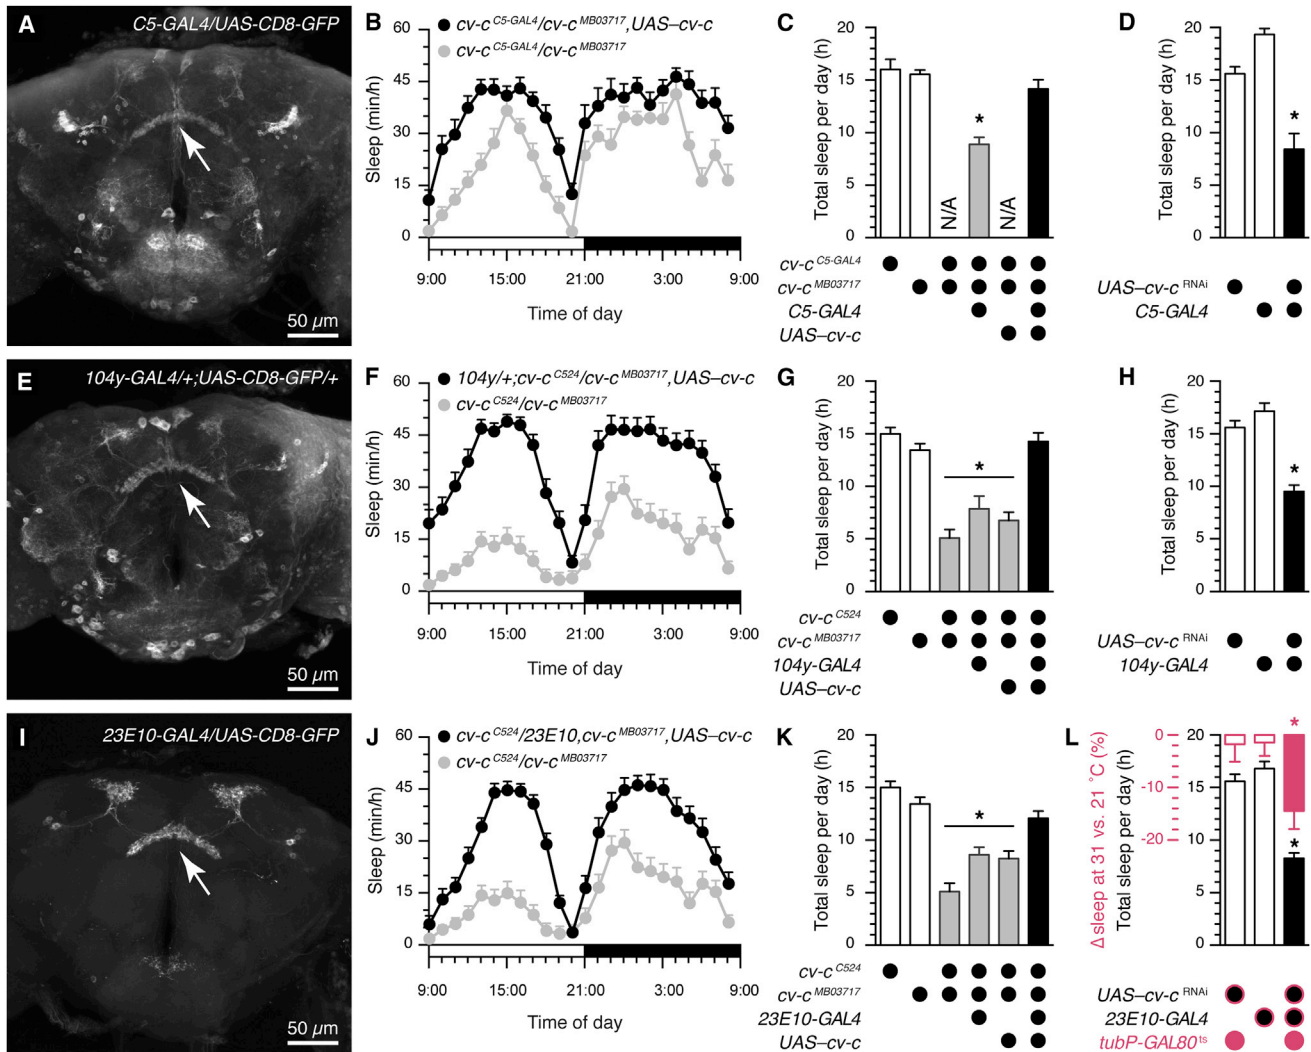 A
C5-GAL4/UAS-CD8-GFP
50 µm
B
cv-c C5-GAL4/cv-c MB03717,UAS–cv-c
cv-c C5-GAL4/cv-c MB03717
Sleep (min/h)
60
45
30
15
0
9:00 15:00 21:00 3:00 9:00
Time of day
C
Total sleep per day (h)
20
15
10
5
0
N/A
*
N/A
cv-c C5-GAL4
cv-c MB03717
C5-GAL4
UAS–cv-c
D
Total sleep per day (h)
20
15
10
5
0
*
UAS–cv-c RNAi
C5-GAL4
E
104y-GAL4/+;UAS-CD8-GFP/+
50 µm
F
104y/+;cv-c C524/cv-c MB03717,UAS–cv-c
cv-c C524/cv-c MB03717
Sleep (min/h)
60
45
30
15
0
9:00 15:00 21:00 3:00 9:00
Time of day
G
Total sleep per day (h)
20
15
10
5
0
*
cv-c C524
cv-c MB03717
104y-GAL4
UAS–cv-c
H
Total sleep per day (h)
20
15
10
5
0
*
UAS–cv-c RNAi
104y-GAL4
I
23E10-GAL4/UAS-CD8-GFP
50 µm
J
cv-c C524/23E10,cv-c MB03717,UAS–cv-c
cv-c C524/cv-c MB03717
Sleep (min/h)
60
45
30
15
0
9:00 15:00 21:00 3:00 9:00
Time of day
K
Total sleep per day (h)
20
15
10
5
0
*
cv-c C524
cv-c MB03717
23E10-GAL4
UAS–cv-c
L
Δ sleep at 31 vs. 21 °C (%)
0
-10
-20
Total sleep per day (h)
20
15
10
5
0
*
*
UAS–cv-c RNAi
23E10-GAL4
tubP-GAL80 ts